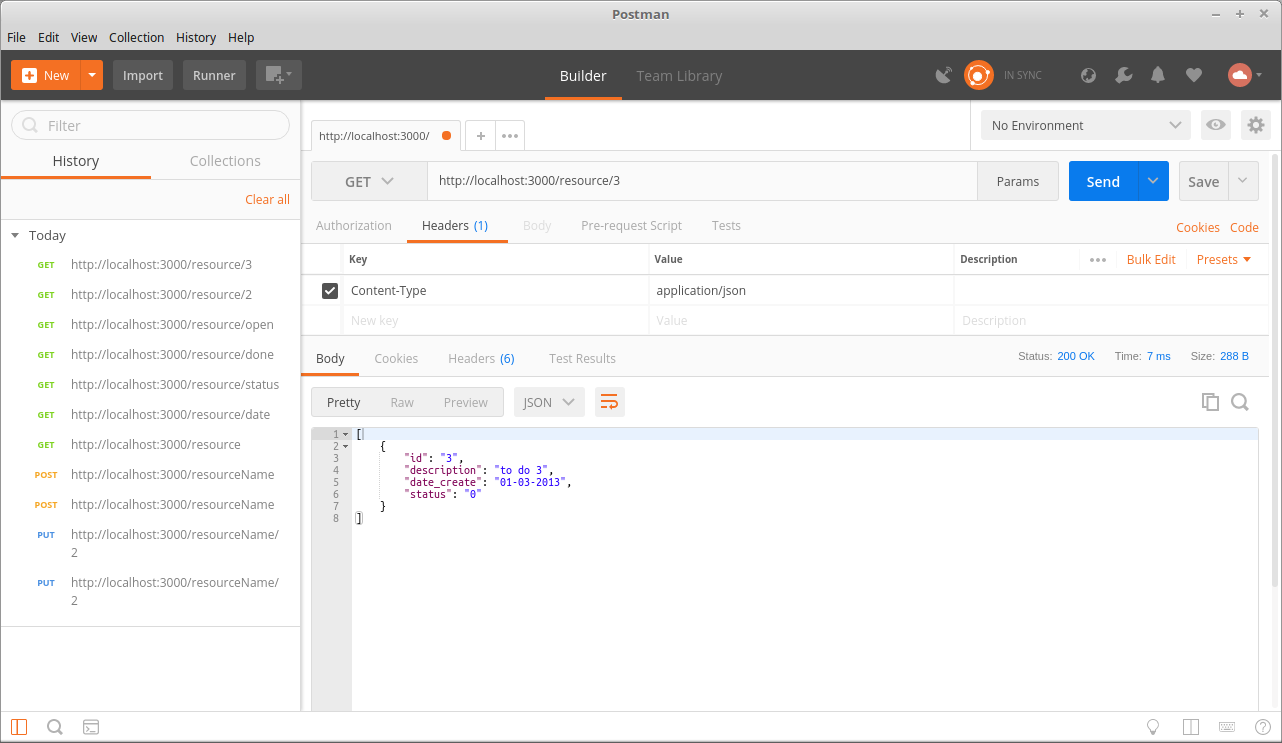 Postman
File Edit View Collection History Help
New Import Runner Builder Team Library IN SYNC
Filter
History Collections
Clear all
Today
GET http://localhost:3000/resource/3
GET http://localhost:3000/resource/2
GET http://localhost:3000/resource/open
GET http://localhost:3000/resource/done
GET http://localhost:3000/resource/status
GET http://localhost:3000/resource/date
GET http://localhost:3000/resource
POST http://localhost:3000/resourceName
POST http://localhost:3000/resourceName
PUT http://localhost:3000/resourceName/
2
PUT http://localhost:3000/resourceName/
2
http://localhost:3000/ No Environment
GET http://localhost:3000/resource/3 Params Send Save
Authorization Headers (1) Body Pre-request Script Tests Cookies Code
Key Value Description Bulk Edit Presets
Content-Type application/json
New key Value Description
Body Cookies Headers (6) Test Results Status: 200 OK Time: 7 ms Size: 288 B
Pretty Raw Preview JSON
1 [
2 {
3 "id": "3",
4 "description": "to do 3",
5 "date_create": "01-03-2013",
6 "status": "0"
7 }
8 ]